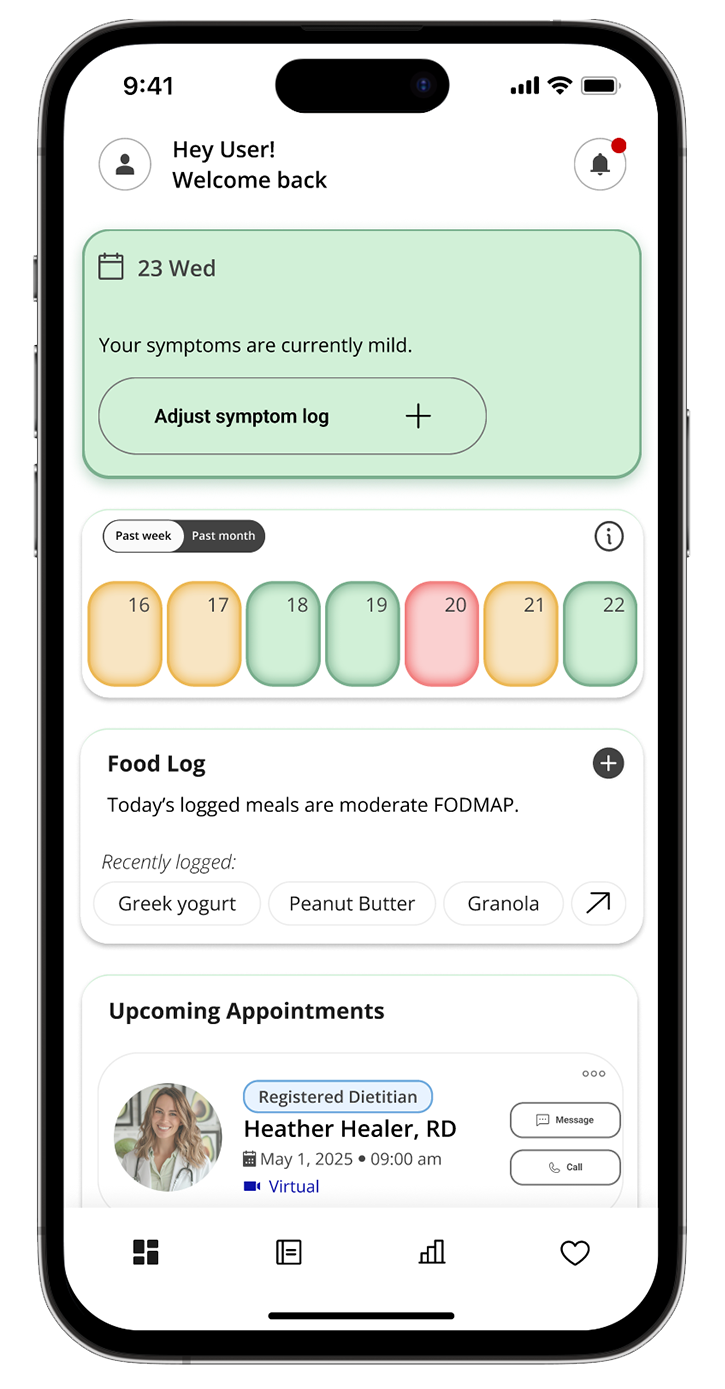 9:41
Hey User!
Welcome back
23 Wed
Your symptoms are currently mild.
Adjust symptom log
Past week Past month
16 17 18 19 20 21 22
Food Log
Today's logged meals are moderate FODMAP.
Recently logged:
Greek yogurt Peanut Butter Granola
Upcoming Appointments
Registered Dietitian
Heather Healer, RD
May 1, 2025 • 09:00 am
Virtual
Message
Call